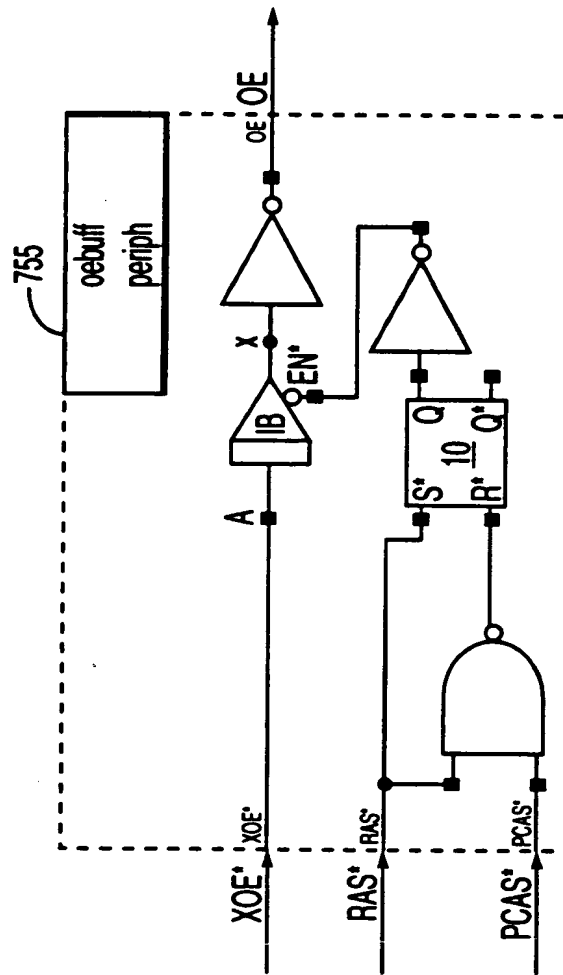 755
oebuff
periph
XOE*
XOE*
A
IB
X
EN*
OE
OE
RAS*
RAS*
S*
Q
10
R*
Q*
PCAS*
PCAS*